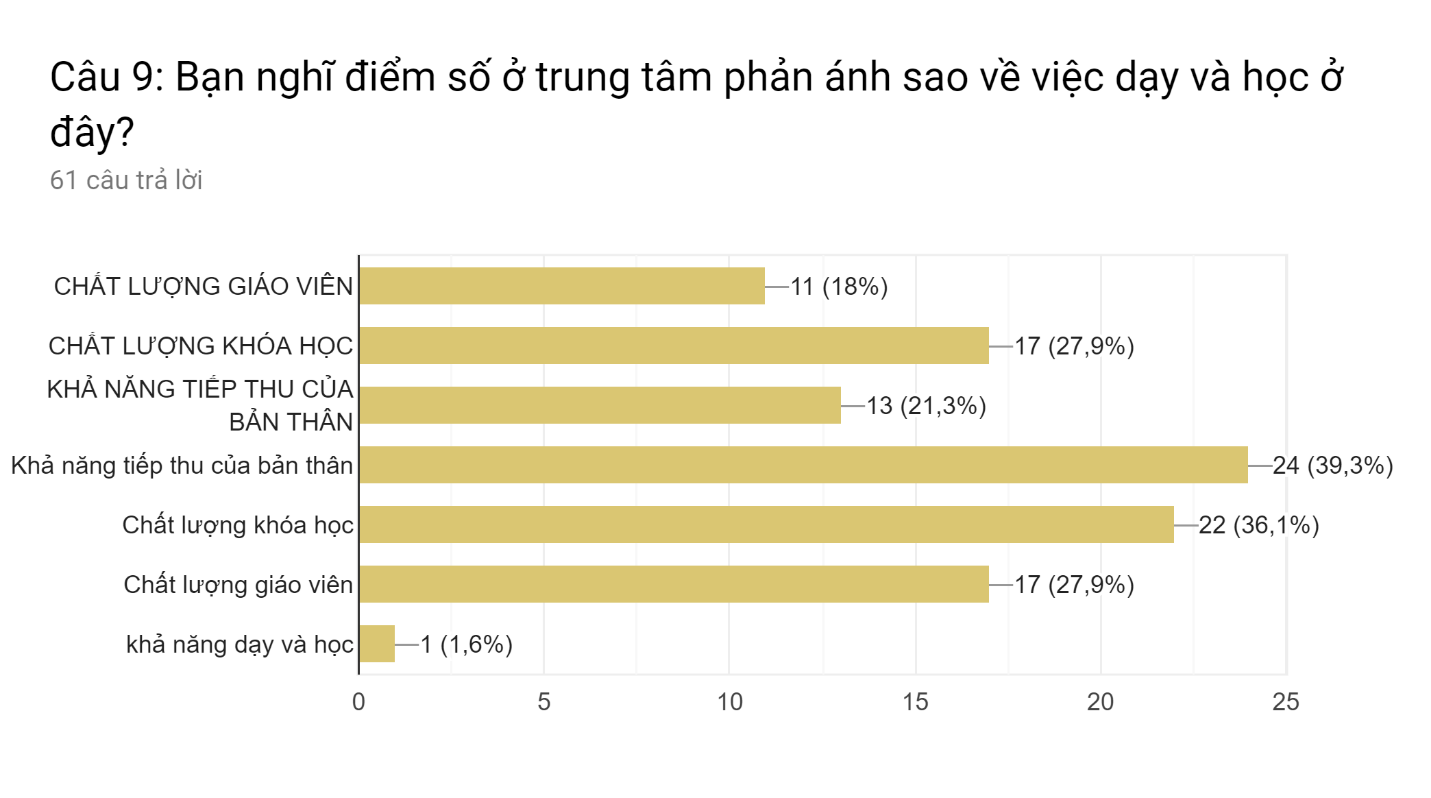 Câu 9: Bạn nghĩ điểm số ở trung tâm phản ánh sao về việc dạy và học ở
đây?
61 câu trả lời
CHẤT LƯỢNG GIÁO VIÊN
11 (18%)
CHẤT LƯỢNG KHÓA HỌC
17 (27,9%)
KHẢ NĂNG TIẾP THU CỦA
BẢN THÂN
13 (21,3%)
Khả năng tiếp thu của bản thân
24 (39,3%)
Chất lượng khóa học
22 (36,1%)
Chất lượng giáo viên
17 (27,9%)
khả năng dạy và học
1 (1,6%)
0 5 10 15 20 25